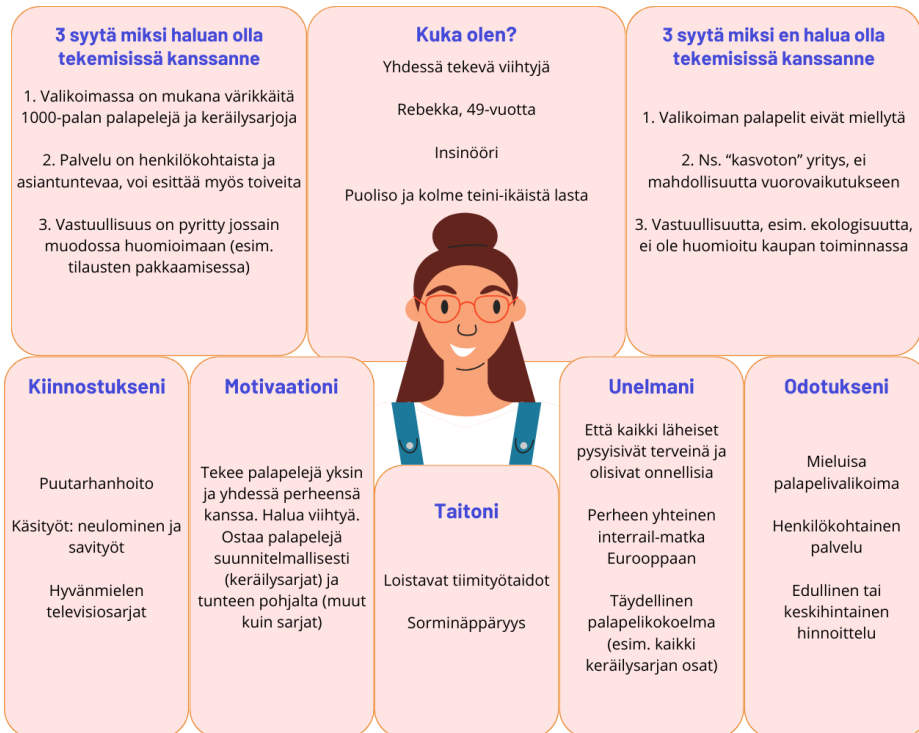 3 syytä miksi haluan olla
tekemisissä kanssanne
1. Valikoimassa on mukana värikkäitä
1000-palan palapelejä ja keräilysarjoja
2. Palvelu on henkilökohtaista ja
asiantuntevaa, voi esittää myös toiveita
3. Vastuullisuus on pyritty jossain
muodossa huomioimaan (esim.
tilausten pakkaamisessa)
Kuka olen?
Yhdessä tekevä viihtyjä
Rebekka, 49-vuotta
Insinööri
Puoliso ja kolme teini-ikäistä lasta
3 syytä miksi en halua olla
tekemisissä kanssanne
1. Valikoiman palapelit eivät miellytä
2. Ns. “kasvoton” yritys, ei
mahdollisuutta vuorovaikutukseen
3. Vastuullisuutta, esim. ekologisuutta,
ei ole huomioitu kaupan toiminnassa
Kiinnostukseni
Puutarhanhoito
Käsityöt: neulominen ja
savityöt
Hyvänmielen
televisiosarjat
Motivaationi
Tekee palapelejä yksin
ja yhdessä perheensä
kanssa. Halua viihtyä.
Ostaa palapelejä
suunnitelmallisesti
(keräilysarjat) ja
tunteen pohjalta (muut
kuin sarjat)
Taitoni
Loistavat tiimityötaidot
Sorminäppäryys
Unelmani
Että kaikki läheiset
pysyisivät terveinä ja
olisivat onnellisia
Perheen yhteinen
interrail-matka
Eurooppaan
Täydellinen
palapelikokoelma
(esim. kaikki
keräilysarjan osat)
Odotukseni
Mieluisa
palapelivalikoima
Henkilökohtainen
palvelu
Edullinen tai
keskihintainen
hinnoittelu